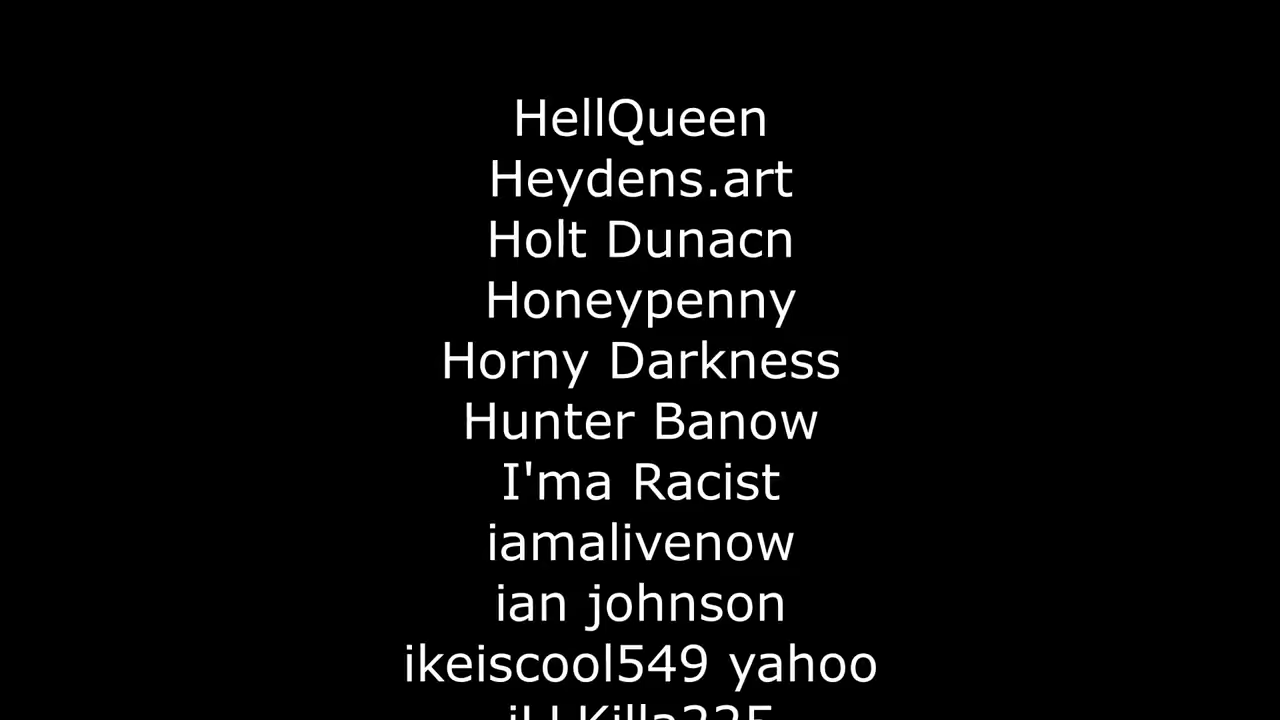 HellQueen
Heydens.art
Holt Dunacn
Honeypenny
Horny Darkness
Hunter Banow
I'ma Racist
iamalivenow
ian johnson
ikeiscool549 yahoo